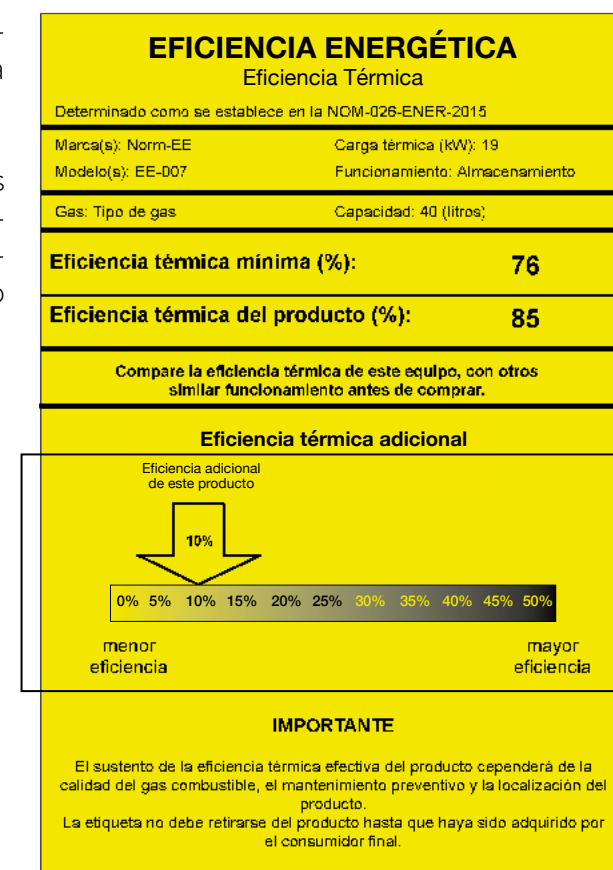 EFICIENCIA ENERGÉTICA
Eficiencia Térmica
Determinado como se establece en la NOM-026-ENER-2015
Marca(s): Norm-EE Carga térmica (kW): 19
Modelo(s): EE-007 Funcionamiento: Almacenamiento
Gas: Tipo de gas Capacidad: 40 (litros)
Eficiencia térmica mínima (%): 76
Eficiencia térmica del producto (%): 85
Compare la eficiencia térmica de este equipo, con otros
similar funcionamiento antes de comprar.
Eficiencia térmica adicional
Eficiencia adicional
de este producto
10%
0% 5% 10% 15% 20% 25% 30% 35% 40% 45% 50%
menor mayor
eficiencia eficiencia
IMPORTANTE
El sustento de la eficiencia térmica efectiva del producto dependerá de la
calidad del gas combustible, el mantenimiento preventivo y la localización del
producto.
La etiqueta no debe retirarse del producto hasta que haya sido adquirido por
el consumidor final.